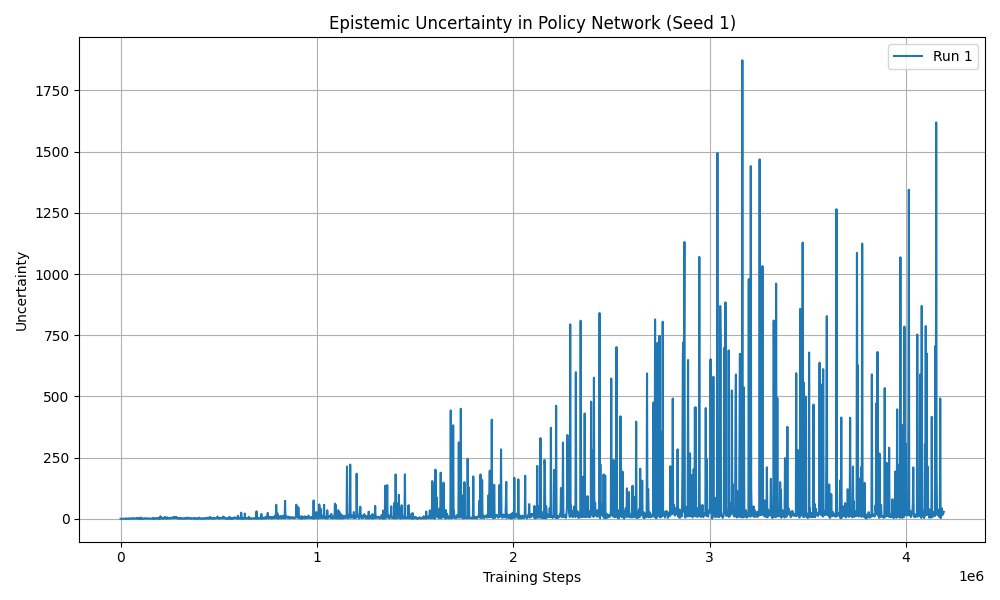 Epistemic Uncertainty in Policy Network (Seed 1)
Run 1
1750
1500
1250
1000
750
500
250
0
Uncertainty
0 1 2 3 4
1e6
Training Steps